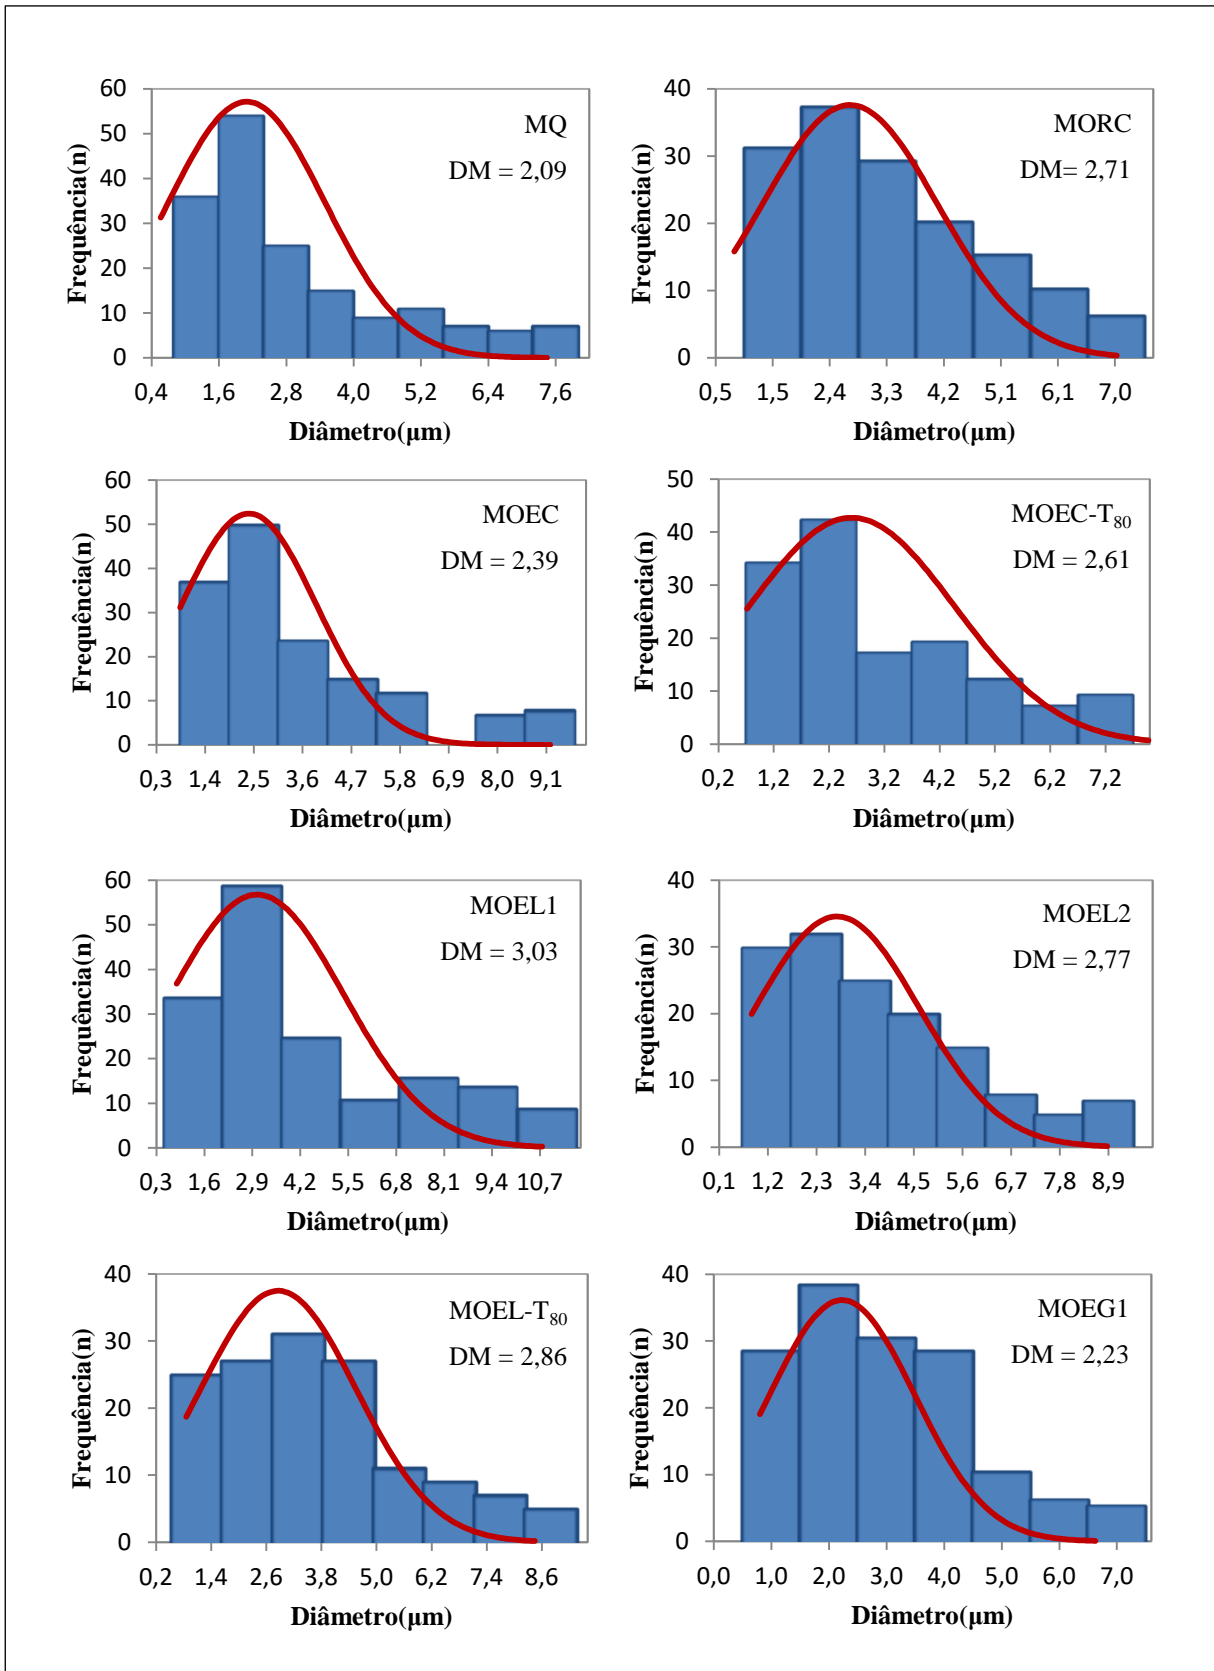 60
50
40
30
20
10
0
Frequência(n)
MQ
DM = 2,09
0,4 1,6 2,8 4,0 5,2 6,4 7,6
Diâmetro(µm)
40
30
20
10
0
Frequência(n)
MORC
DM= 2,71
0,5 1,5 2,4 3,3 4,2 5,1 6,1 7,0
Diâmetro(µm)
60
50
40
30
20
10
0
Frequência(n)
MOEC
DM = 2,39
0,3 1,4 2,5 3,6 4,7 5,8 6,9 8,0 9,1
Diâmetro(µm)
50
40
30
20
10
0
Frequência(n)
MOEC-T₈₀
DM = 2,61
0,2 1,2 2,2 3,2 4,2 5,2 6,2 7,2
Diâmetro(µm)
60
50
40
30
20
10
0
Frequência(n)
MOEL1
DM = 3,03
0,3 1,6 2,9 4,2 5,5 6,8 8,1 9,4 10,7
Diâmetro(µm)
40
30
20
10
0
Frequência(n)
MOEL2
DM = 2,77
0,1 1,2 2,3 3,4 4,5 5,6 6,7 7,8 8,9
Diâmetro(µm)
40
30
20
10
0
Frequência(n)
MOEL-T₈₀
DM = 2,86
0,2 1,4 2,6 3,8 5,0 6,2 7,4 8,6
Diâmetro(µm)
40
30
20
10
0
Frequência(n)
MOEG1
DM = 2,23
0,0 1,0 2,0 3,0 4,0 5,0 6,0 7,0
Diâmetro(µm)